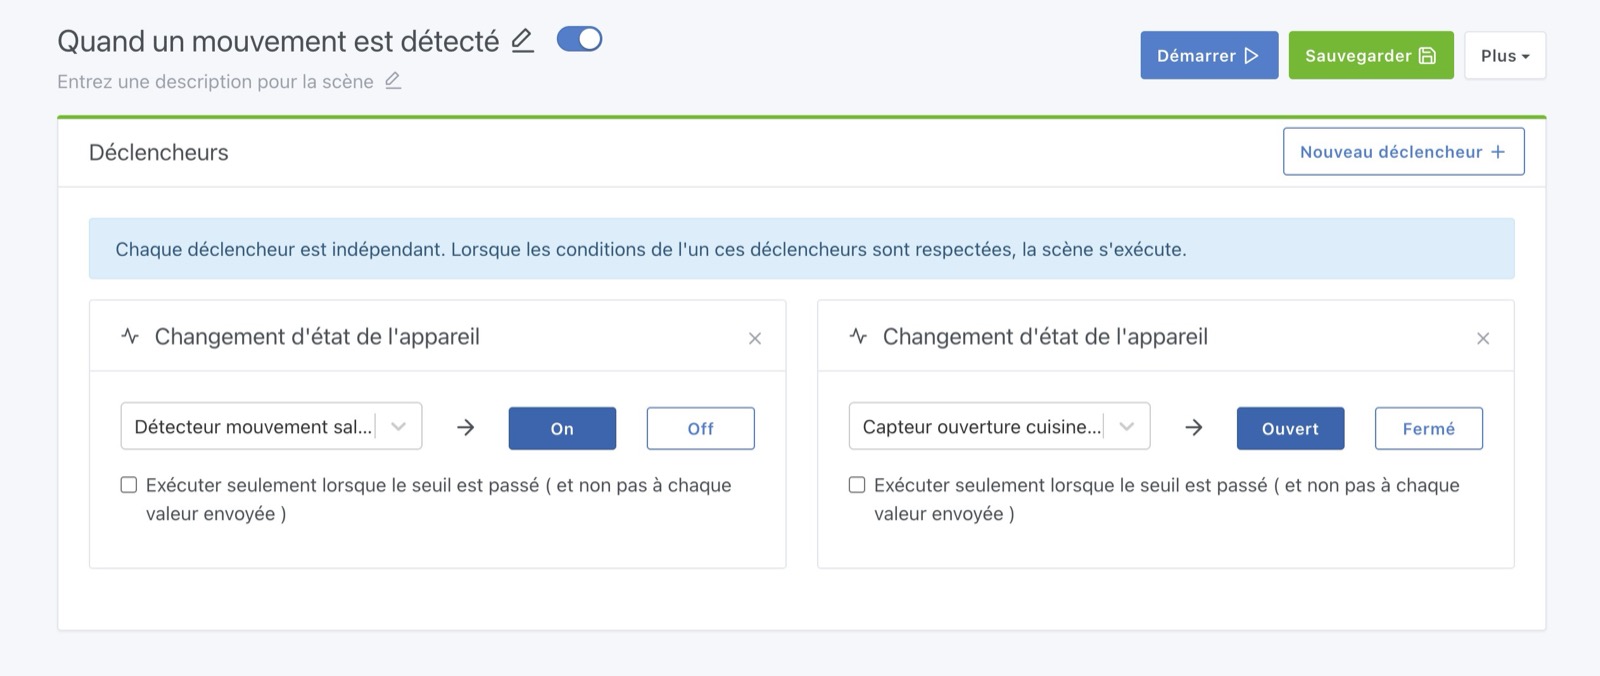 Quand un mouvement est détecté
Entrez une description pour la scène
Démarrer
Sauvegarder
Plus
Déclencheurs
Nouveau déclencheur +
Chaque déclencheur est indépendant. Lorsque les conditions de l'un ces déclencheurs sont respectées, la scène s'exécute.
Changement d'état de l'appareil
Détecteur mouvement sal...
On
Off
Exécuter seulement lorsque le seuil est passé ( et non pas à chaque
valeur envoyée )
Changement d'état de l'appareil
Capteur ouverture cuisine...
Ouvert
Fermé
Exécuter seulement lorsque le seuil est passé ( et non pas à chaque
valeur envoyée )